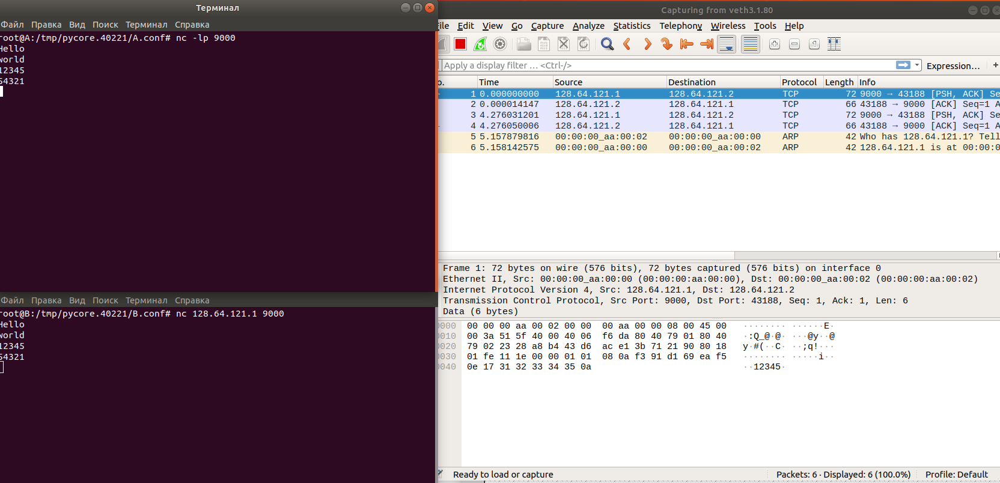 Терминал
Файл Правка Вид Поиск Терминал Справка
root@A:/tmp/pycore.40221/A.conf# nc -lp 9000
Hello
world
12345
54321
Файл Правка Вид Поиск Терминал Справка
root@B:/tmp/pycore.40221/B.conf# nc 128.64.121.1 9000
Hello
world
12345
54321
Capturing from veth3.1.80
File Edit View Go Capture Analyze Statistics Telephony Wireless Tools Help
Apply a display filter … <Ctrl-/> Expression… +
o. Time Source Destination Protocol Length Info
1 0.000000000 128.64.121.1 128.64.121.2 TCP 72 9000 → 43188 [PSH, ACK] Se
2 0.000014147 128.64.121.2 128.64.121.1 TCP 66 43188 → 9000 [ACK] Seq=1 A
3 4.276031201 128.64.121.1 128.64.121.2 TCP 72 9000 → 43188 [PSH, ACK] Se
4 4.276050006 128.64.121.2 128.64.121.1 TCP 66 43188 → 9000 [ACK] Seq=1 A
5 5.157879816 00:00:00_aa:00:02 00:00:00_aa:00:00 ARP 42 Who has 128.64.121.1? Tell
6 5.158142575 00:00:00_aa:00:00 00:00:00_aa:00:02 ARP 42 128.64.121.1 is at 00:00:0
Frame 1: 72 bytes on wire (576 bits), 72 bytes captured (576 bits) on interface 0
Ethernet II, Src: 00:00:00_aa:00:00 (00:00:00:aa:00:00), Dst: 00:00:00_aa:00:02 (00:00:00:aa:00:02)
Internet Protocol Version 4, Src: 128.64.121.1, Dst: 128.64.121.2
Transmission Control Protocol, Src Port: 9000, Dst Port: 43188, Seq: 1, Ack: 1, Len: 6
Data (6 bytes)
0000 00 00 00 aa 00 02 00 00 00 aa 00 00 08 00 45 00 ········ ······E·
0010 00 3a 51 5f 40 00 40 06 f6 da 80 40 79 01 80 40 ·:Q_@·@· ···@y··@
0020 79 02 23 28 a8 b4 43 d6 ac e1 3b 71 21 90 80 18 y·#(··C· ··;q!···
0030 01 fe 11 1e 00 00 01 01 08 0a f3 91 d1 69 ea f5 ········ ·····i··
0040 0e 17 31 32 33 34 35 0a ··12345·
Ready to load or capture Packets: 6 · Displayed: 6 (100.0%) Profile: Default